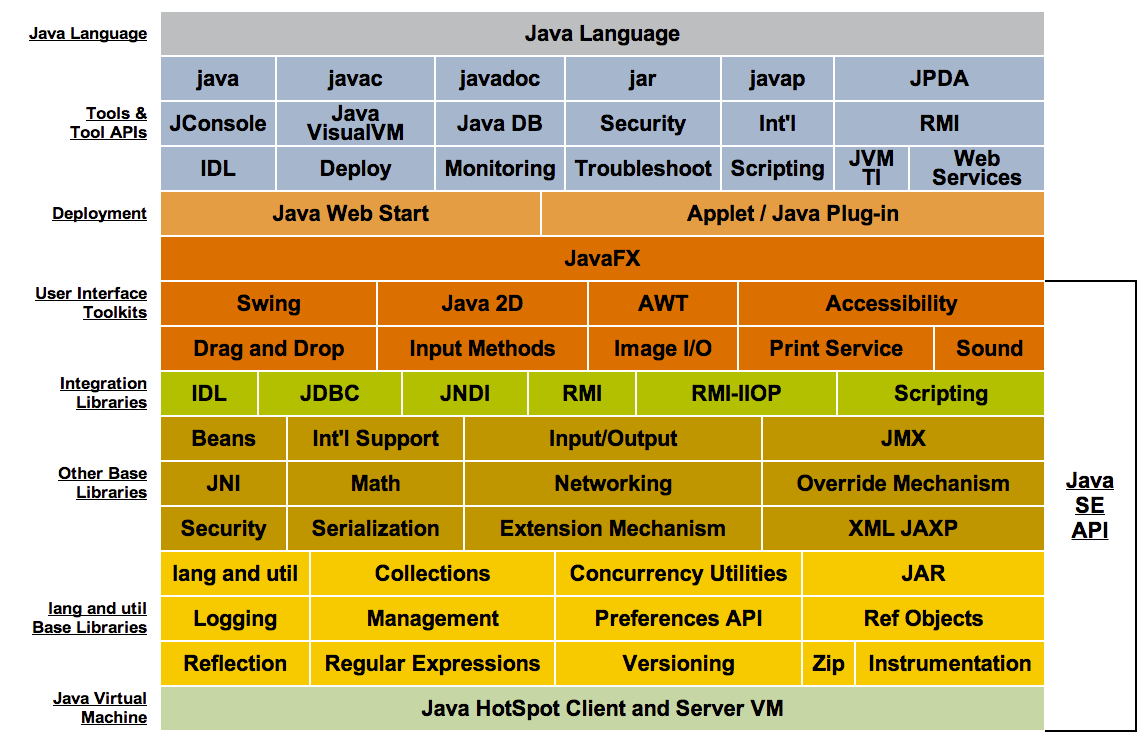 Java Language
Java Language
java javac javadoc jar javap JPDA
Tools &
Tool APIs
JConsole Java
VisualVM Java DB Security Int'l RMI
IDL Deploy Monitoring Troubleshoot Scripting JVM
TI Web
Services
Deployment
Java Web Start Applet / Java Plug-in
JavaFX
User Interface
Toolkits
Swing Java 2D AWT Accessibility
Drag and Drop Input Methods Image I/O Print Service Sound
Integration
Libraries
IDL JDBC JNDI RMI RMI-IIOP Scripting
Beans Int'l Support Input/Output JMX
Other Base
Libraries
JNI Math Networking Override Mechanism
Security Serialization Extension Mechanism XML JAXP
lang and util Collections Concurrency Utilities JAR
lang and util
Base Libraries
Logging Management Preferences API Ref Objects
Reflection Regular Expressions Versioning Zip Instrumentation
Java Virtual
Machine
Java HotSpot Client and Server VM
Java
SE
API